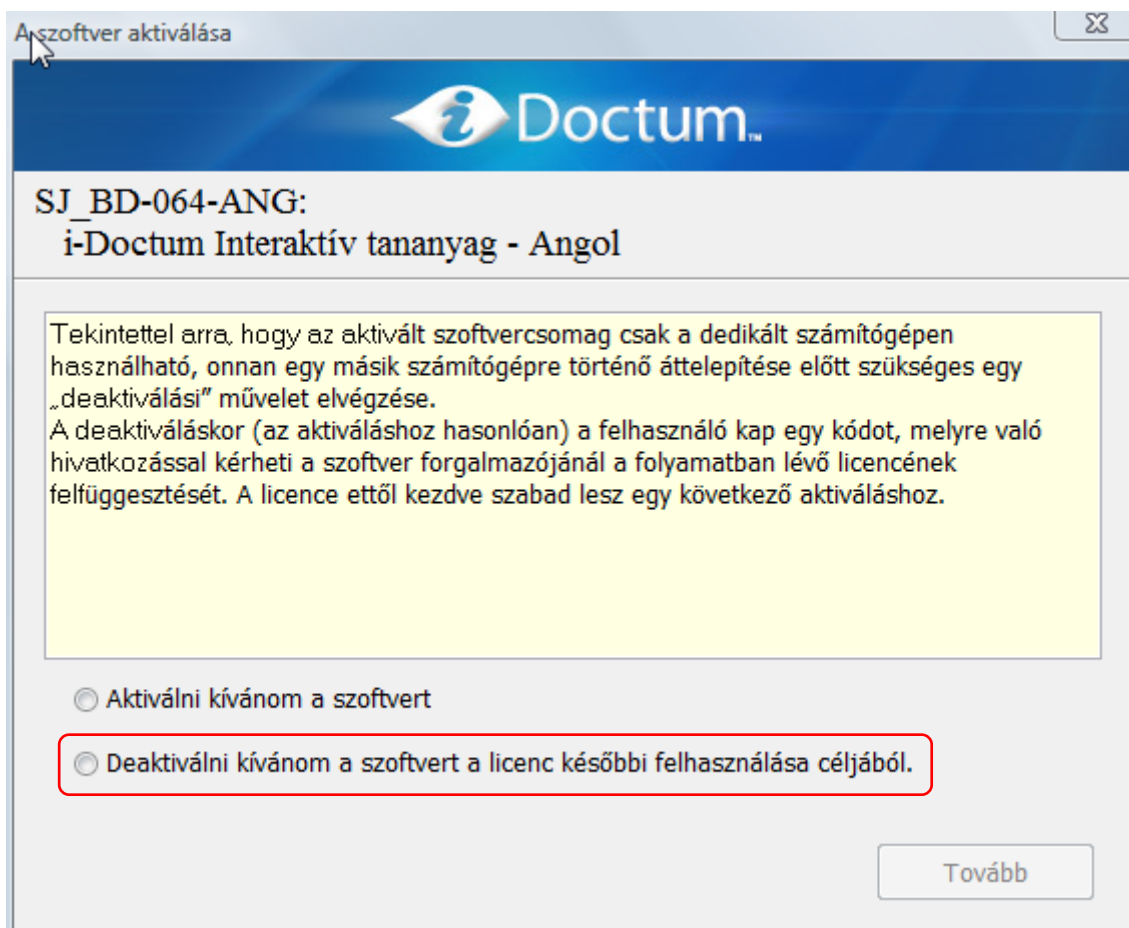 A szoftver aktiválása
i Doctum™
SJ_BD-064-ANG:
i-Doctum Interaktív tananyag - Angol
Tekintettel arra, hogy az aktivált szoftvercsomag csak a dedikált számítógépen
használható, onnan egy másik számítógépre történő áttelepítése előtt szükséges egy
„deaktiválási” művelet elvégzése.
A deaktiváláskor (az aktiváláshoz hasonlóan) a felhasználó kap egy kódot, melyre való
hivatkozással kérheti a szoftver forgalmazójánál a folyamatban lévő licencének
felfüggesztését. A licence ettől kezdve szabad lesz egy következő aktiváláshoz.
Aktiválni kívánom a szoftvert
Deaktiválni kívánom a szoftvert a licenc későbbi felhasználása céljából.
Tovább